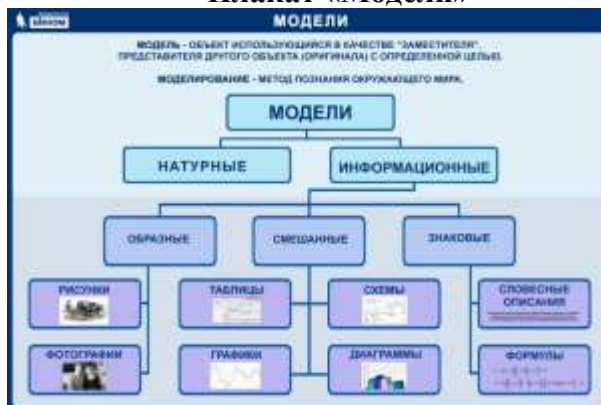 Плакат «Модели»
БИНОМ
МОДЕЛИ
МОДЕЛЬ - ОБЪЕКТ ИСПОЛЬЗУЮЩИЙСЯ В КАЧЕСТВЕ "ЗАМЕСТИТЕЛЯ",
ПРЕДСТАВИТЕЛЯ ДРУГОГО ОБЪЕКТА (ОРИГИНАЛА) С ОПРЕДЕЛЕННОЙ ЦЕЛЬЮ.
МОДЕЛИРОВАНИЕ - МЕТОД ПОЗНАНИЯ ОКРУЖАЮЩЕГО МИРА.
МОДЕЛИ
НАТУРНЫЕ
ИНФОРМАЦИОННЫЕ
ОБРАЗНЫЕ
СМЕШАННЫЕ
ЗНАКОВЫЕ
РИСУНКИ
ТАБЛИЦЫ
СХЕМЫ
СЛОВЕСНЫЕ
ОПИСАНИЯ
ФОТОГРАФИИ
ГРАФИКИ
ДИАГРАММЫ
ФОРМУЛЫ